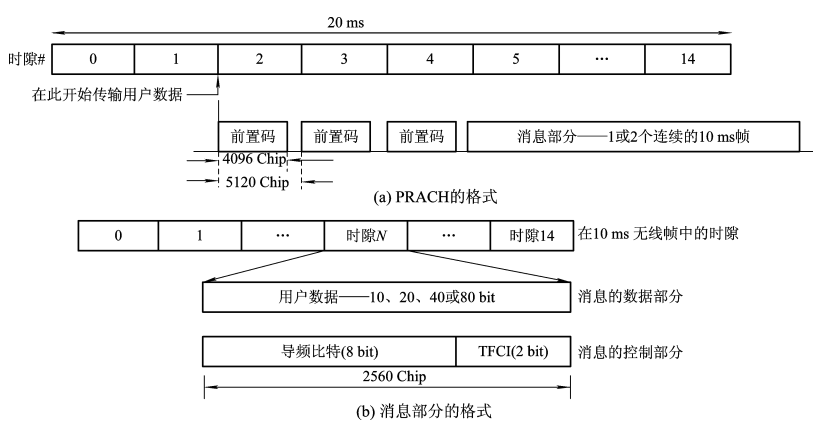 20 ms
时隙# 0 1 2 3 4 5 ··· 14
在此开始传输用户数据
前置码 前置码 前置码 消息部分——1或2个连续的10 ms帧
4096 Chip
5120 Chip
(a) PRACH的格式
0 1 ··· 时隙N ··· 时隙14 在10 ms 无线帧中的时隙
用户数据——10、20、40或80 bit 消息的数据部分
导频比特(8 bit) TFCI(2 bit) 消息的控制部分
2560 Chip
(b) 消息部分的格式